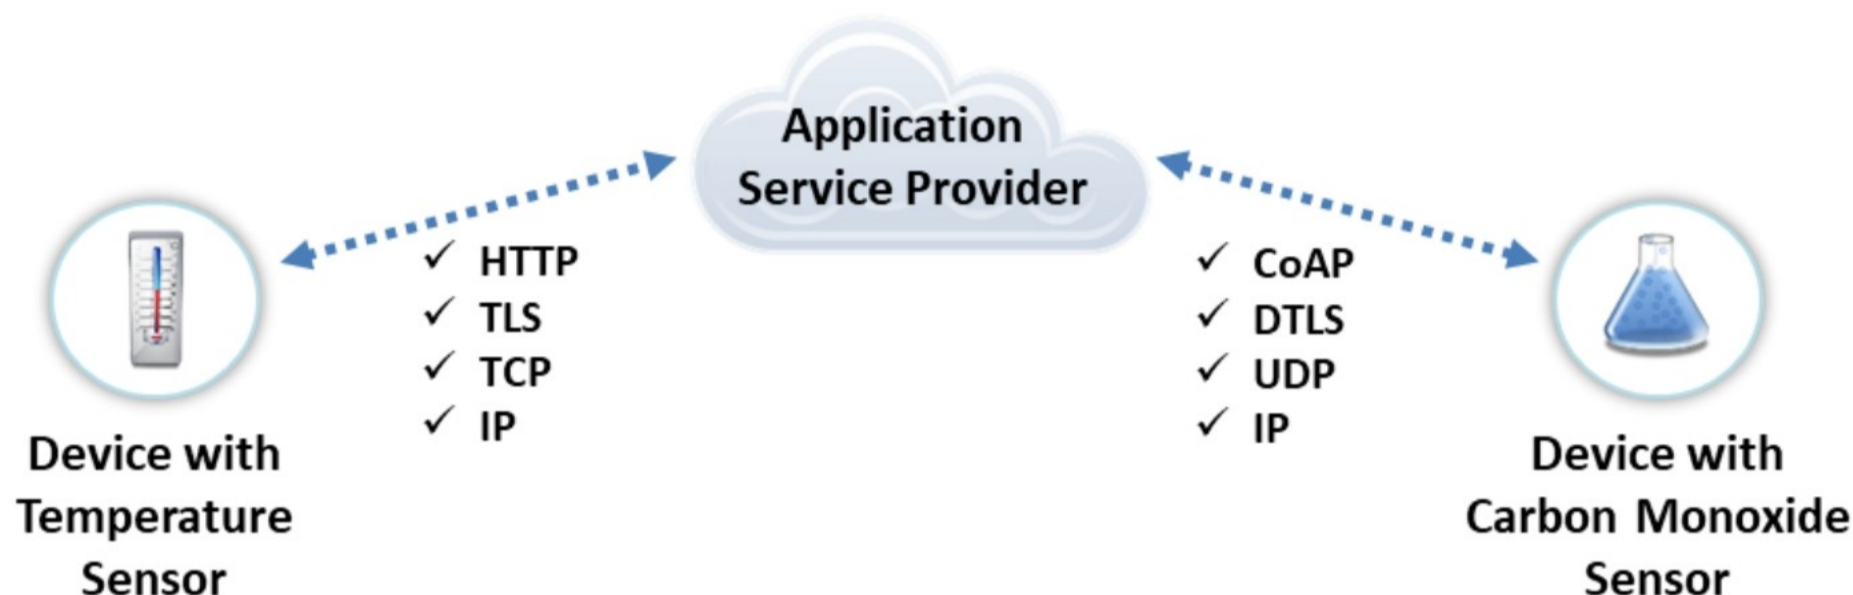 Application
Service Provider
HTTP
TLS
TCP
IP
CoAP
DTLS
UDP
IP
Device with
Temperature
Sensor
Device with
Carbon Monoxide
Sensor